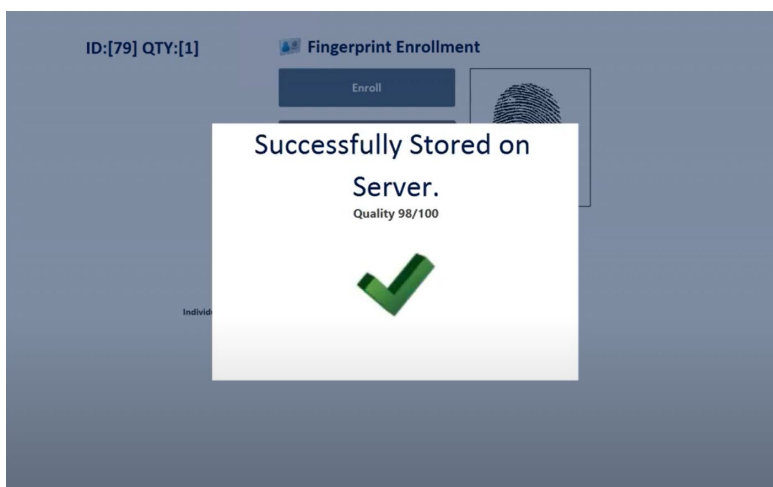 ID:[79] QTY:[1]
Fingerprint Enrollment
Enroll
Successfully Stored on
Server.
Quality 98/100